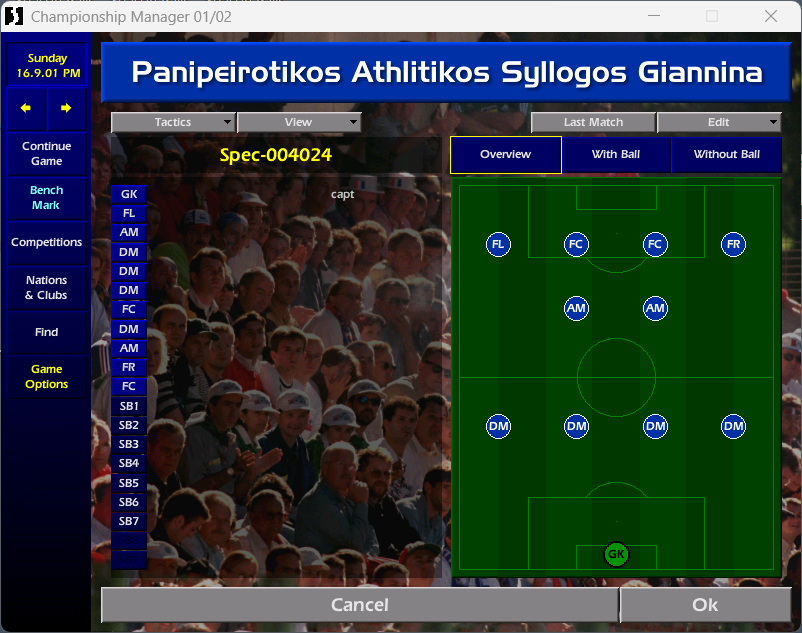 Championship Manager 01/02
Sunday
16.9.01 PM
Panipeirotikos Athlitikos Syllogos Giannina
Continue
Game
Bench
Mark
Competitions
Nations
& Clubs
Find
Game
Options
Tactics
View
Last Match
Edit
Spec-004024
Overview
With Ball
Without Ball
GK
capt
FL
AM
DM
DM
DM
FC
DM
AM
FR
FC
SB1
SB2
SB3
SB4
SB5
SB6
SB7
FL
FC
FC
FR
AM
AM
DM
DM
DM
DM
GK
Cancel
Ok